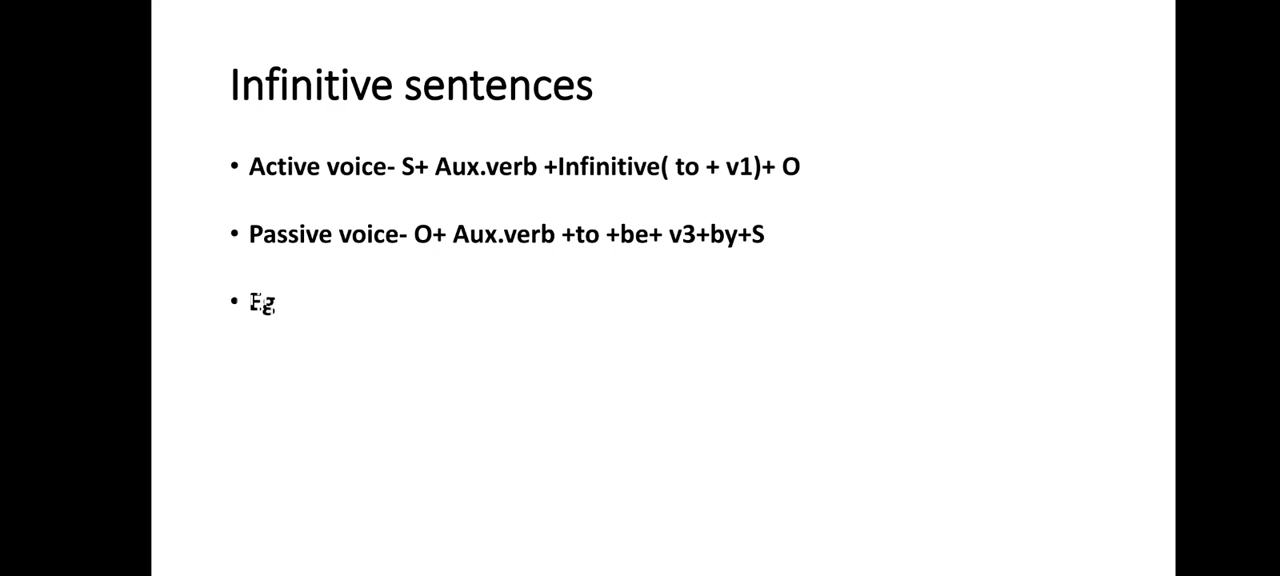 Infinitive sentences
• Active voice- S+ Aux.verb +Infinitive( to + v1)+ O
• Passive voice- O+ Aux.verb +to +be+ v3+by+S
• Eg